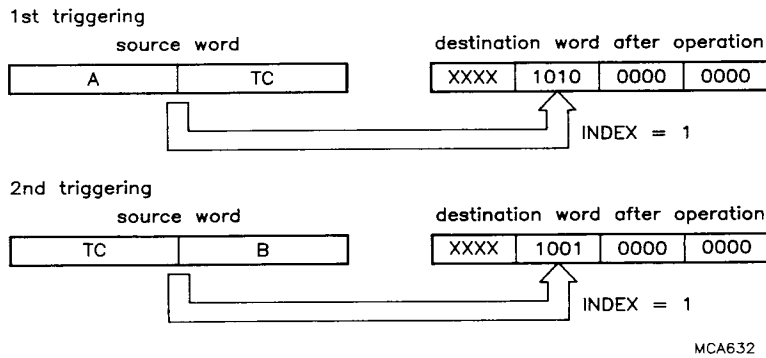 1st triggering
source word destination word after operation
A TC XXXX 1010 0000 0000
INDEX = 1
2nd triggering
source word destination word after operation
TC B XXXX 1001 0000 0000
INDEX = 1
MCA632